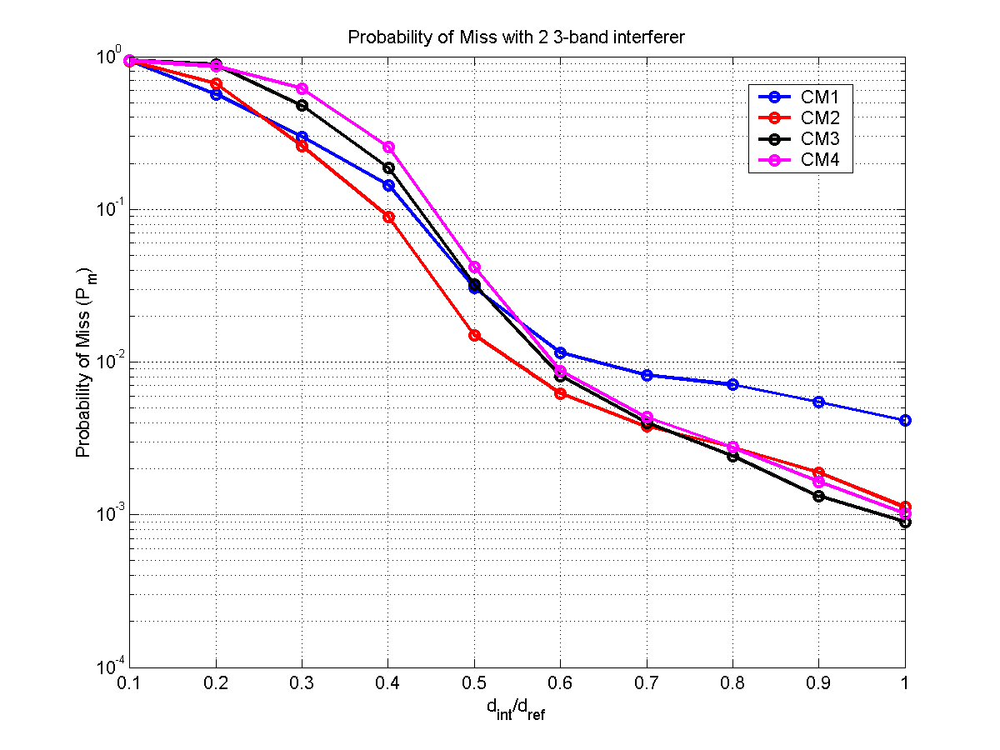 Probability of Miss with 2 3-band interferer
10^0
10^-1
10^-2
10^-3
10^-4
Probability of Miss (P_m)
CM1
CM2
CM3
CM4
0.1 0.2 0.3 0.4 0.5 0.6 0.7 0.8 0.9 1
d_int/d_ref